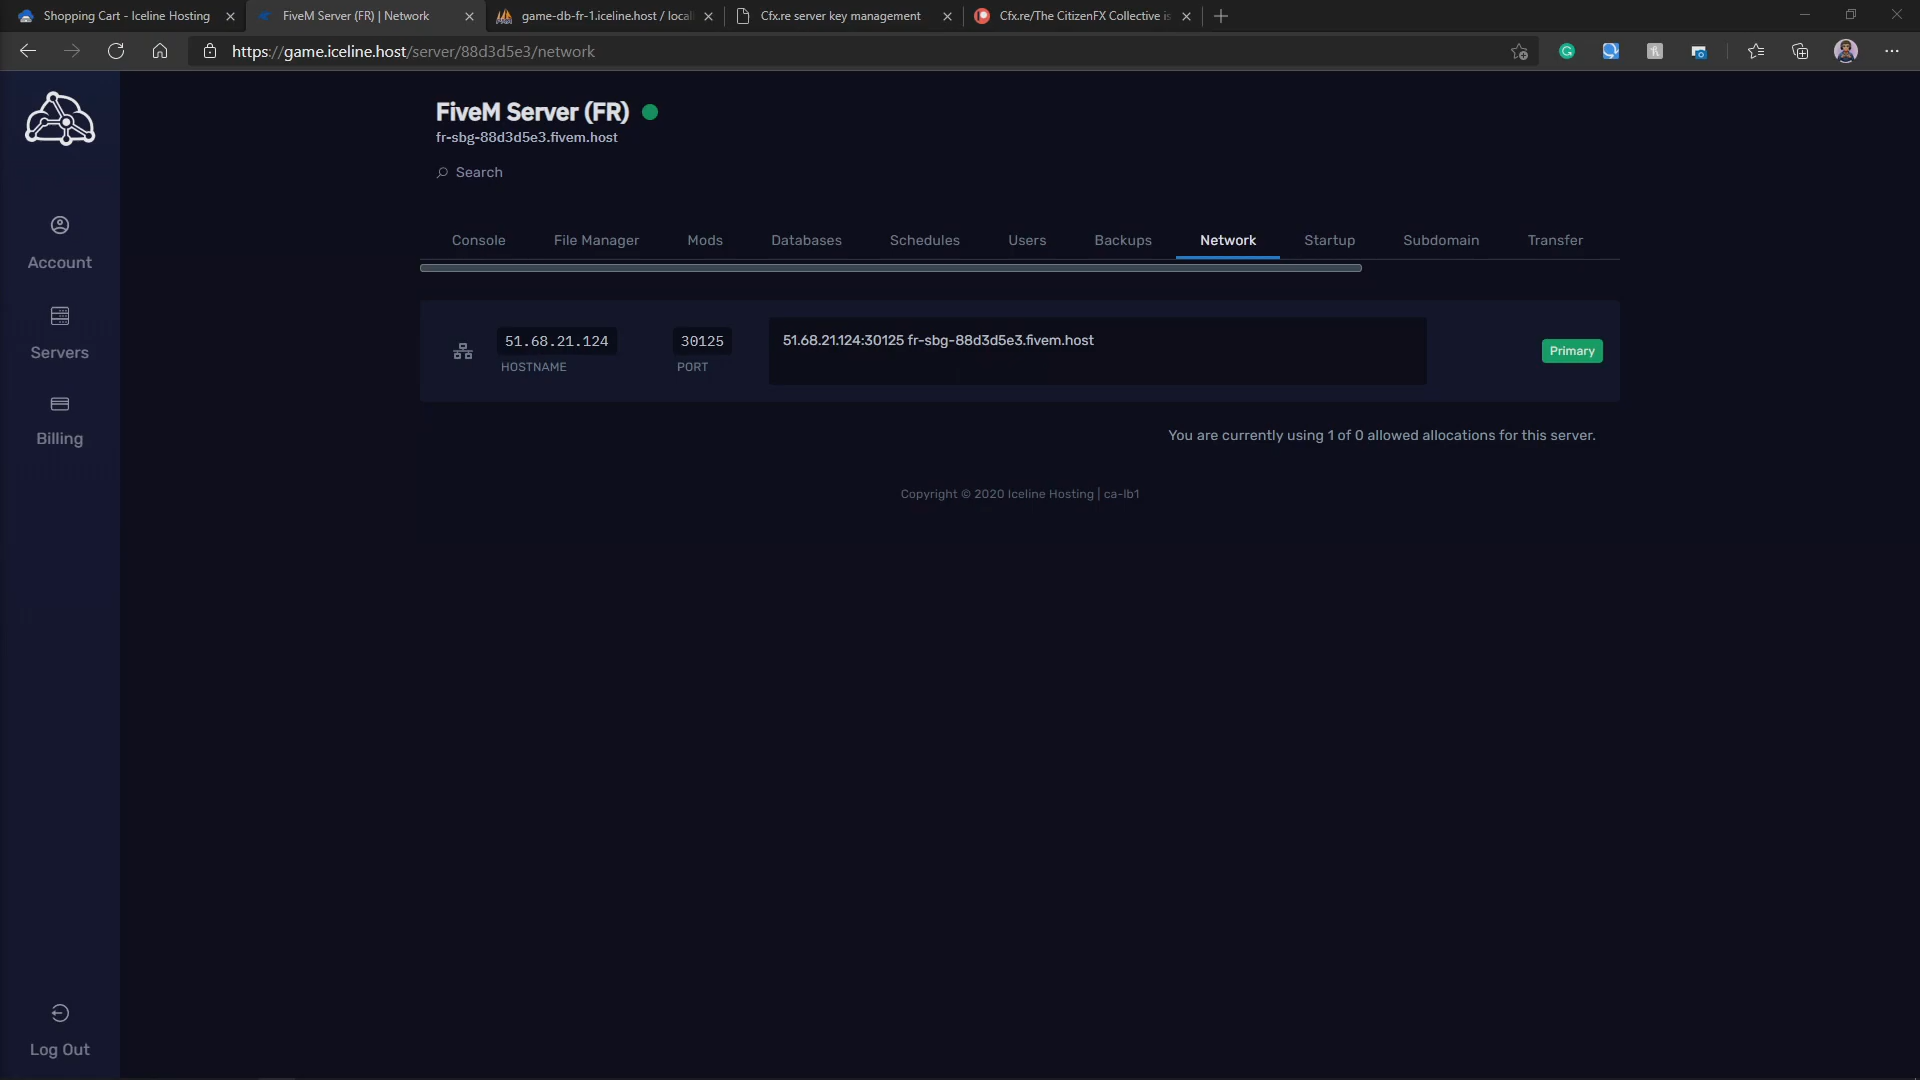 Shopping Cart - Iceline Hosting
FiveM Server (FR) | Network
game-db-fr-1.iceline.host / local
Cfx.re server key management
Cfx.re/The CitizenFX Collective is
https://game.iceline.host/server/88d3d5e3/network
FiveM Server (FR)
fr-sbg-88d3d5e3.fivem.host
Search
Console File Manager Mods Databases Schedules Users Backups Network Startup Subdomain Transfer
51.68.21.124
HOSTNAME
30125
PORT
51.68.21.124:30125 fr-sbg-88d3d5e3.fivem.host
Primary
You are currently using 1 of 0 allowed allocations for this server.
Copyright © 2020 Iceline Hosting | ca-lb1
Account
Servers
Billing
Log Out